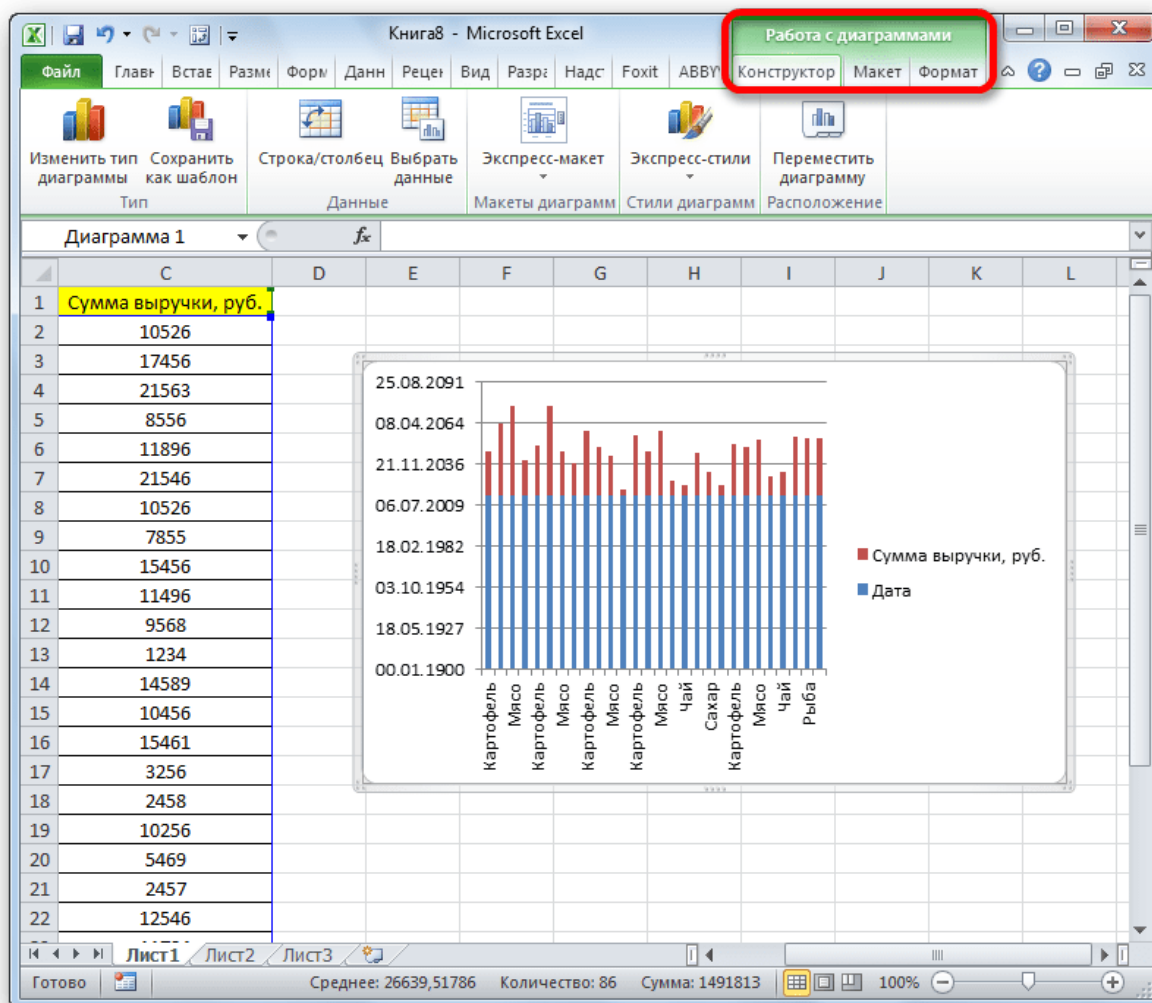 Книга8 - Microsoft Excel
Работа с диаграммами
Файл Главн Встав Разме Форм Данн Рецен Вид Разра Надс Foxit ABBY Конструктор Макет Формат
Изменить тип диаграммы
Сохранить как шаблон
Строка/столбец
Выбрать данные
Экспресс-макет
Экспресс-стили
Переместить диаграмму
Тип
Данные
Макеты диаграмм
Стили диаграмм
Расположение
Диаграмма 1
fx
C D E F G H I J K L
1 Сумма выручки, руб.
2 10526
3 17456
4 21563
5 8556
6 11896
7 21546
8 10526
9 7855
10 15456
11 11496
12 9568
13 1234
14 14589
15 10456
16 15461
17 3256
18 2458
19 10256
20 5469
21 2457
22 12546
25.08.2091
08.04.2064
21.11.2036
06.07.2009
18.02.1982
03.10.1954
18.05.1927
00.01.1900
Картофель
Мясо
Картофель
Мясо
Картофель
Мясо
Картофель
Мясо
Чай
Сахар
Картофель
Мясо
Чай
Рыба
Сумма выручки, руб.
Дата
Лист1 Лист2 Лист3
Готово
Среднее: 26639,51786 Количество: 86 Сумма: 1491813
100%